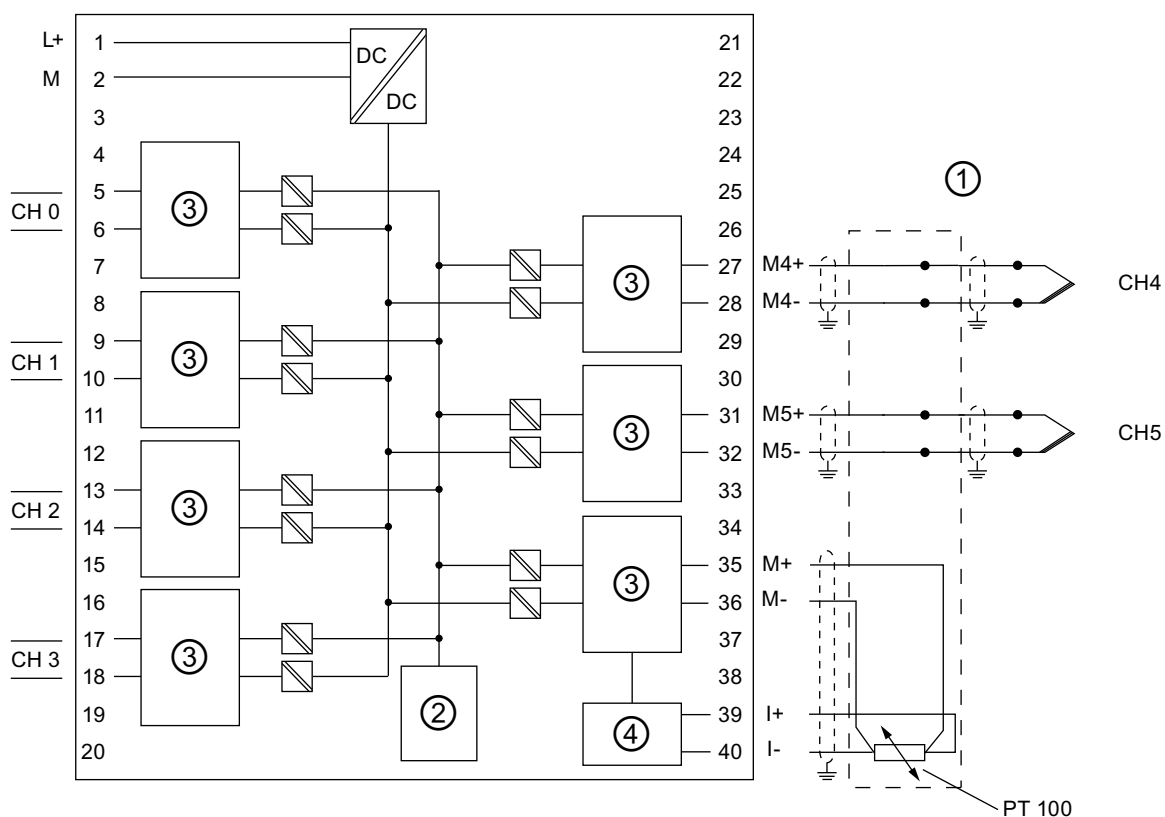 L+ 1 DC 21
M 2 DC 22
3 23
4 24
① 
CH 0 5 ③ 25
6 26
7 ③ 27 M4+ CH4
8 28 M4-
CH 1 9 ③ 29
10 30
11 ③ 31 M5+ CH5
12 32 M5-
CH 2 13 ③ 33
14 34
15 ③ 35 M+
16 36 M-
CH 3 17 ③ 37
18 38
19 ② ④ 39 I+
20 40 I-
PT 100